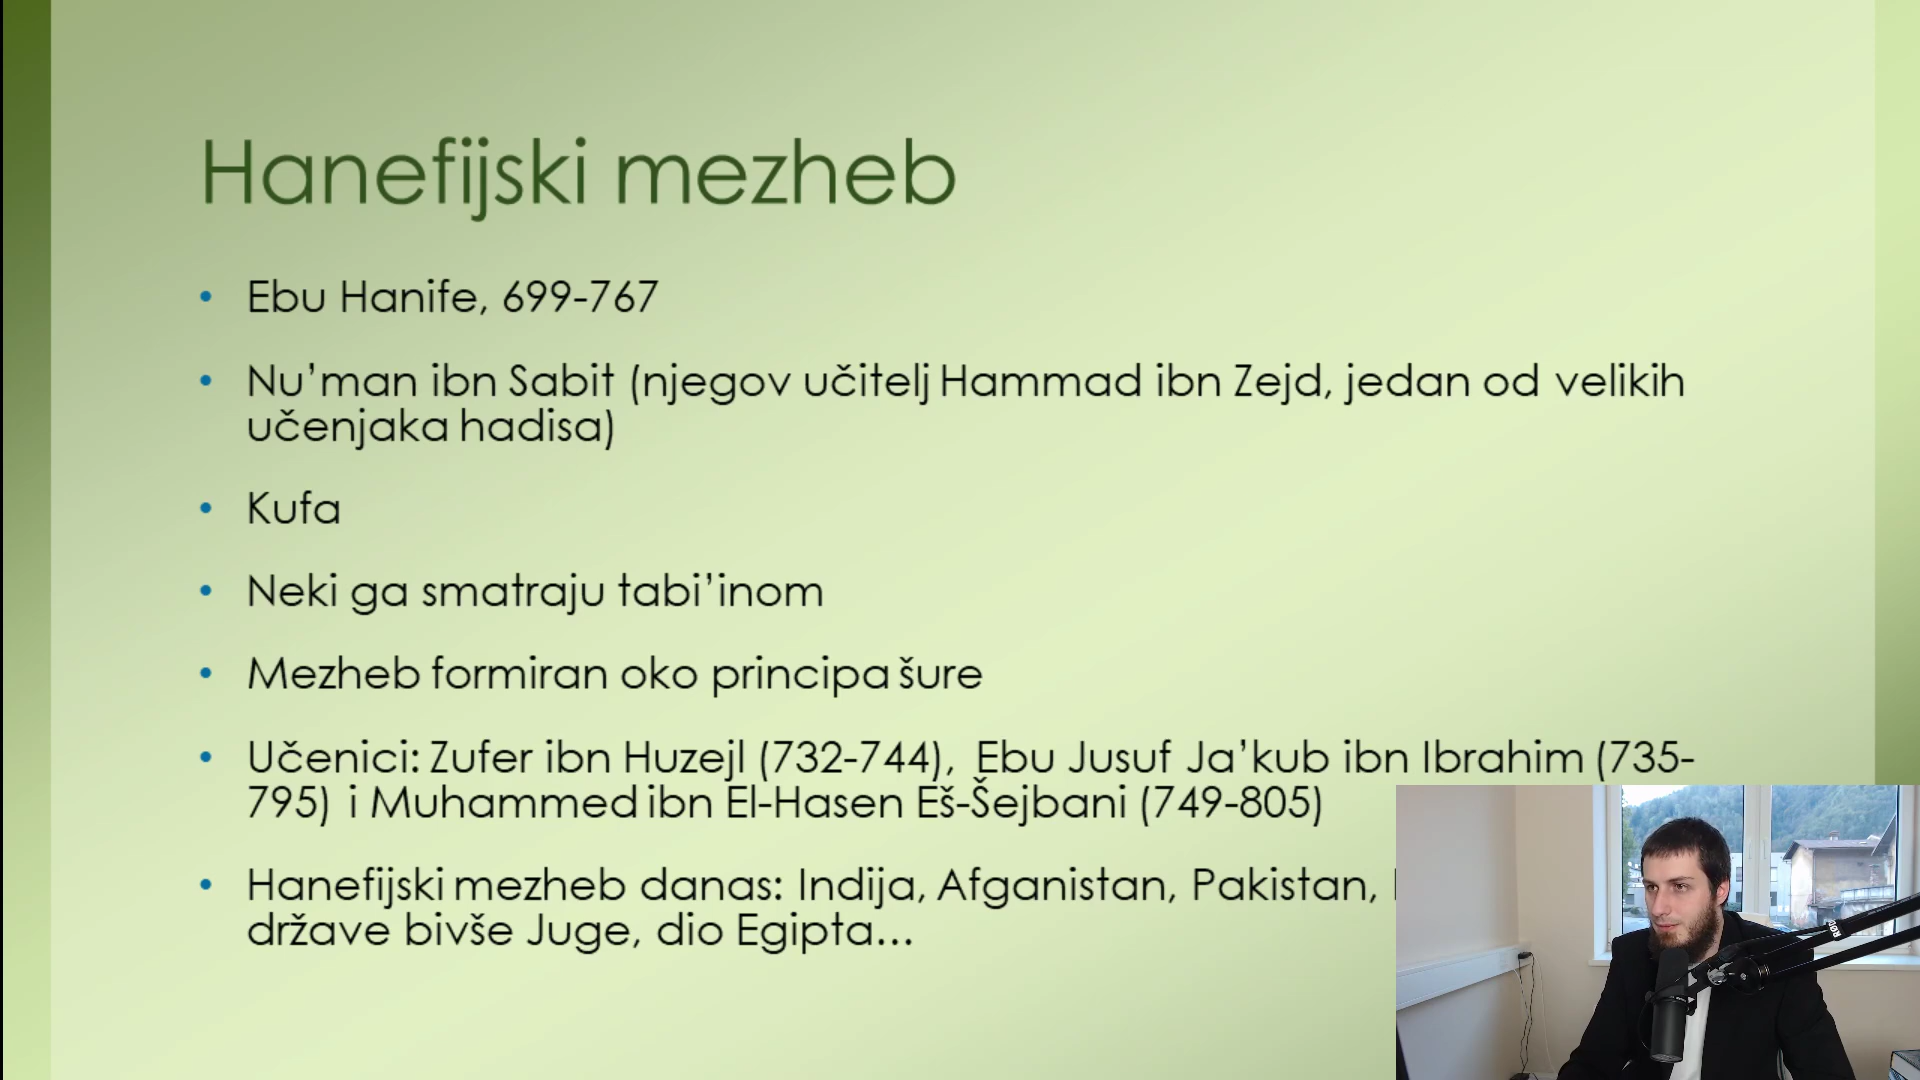 Hanefijski mezheb
• Ebu Hanife, 699-767
• Nu’man ibn Sabit (njegov učitelj Hammad ibn Zejd, jedan od velikih
učenjaka hadisa)
• Kufa
• Neki ga smatraju tabi’inom
• Mezheb formiran oko principa šure
• Učenici: Zufer ibn Huzejl (732-744), Ebu Jusuf Ja’kub ibn Ibrahim (735-
795) i Muhammed ibn El-Hasen Eš-Šejbani (749-805)
• Hanefijski mezheb danas: Indija, Afganistan, Pakistan,
države bivše Juge, dio Egipta...